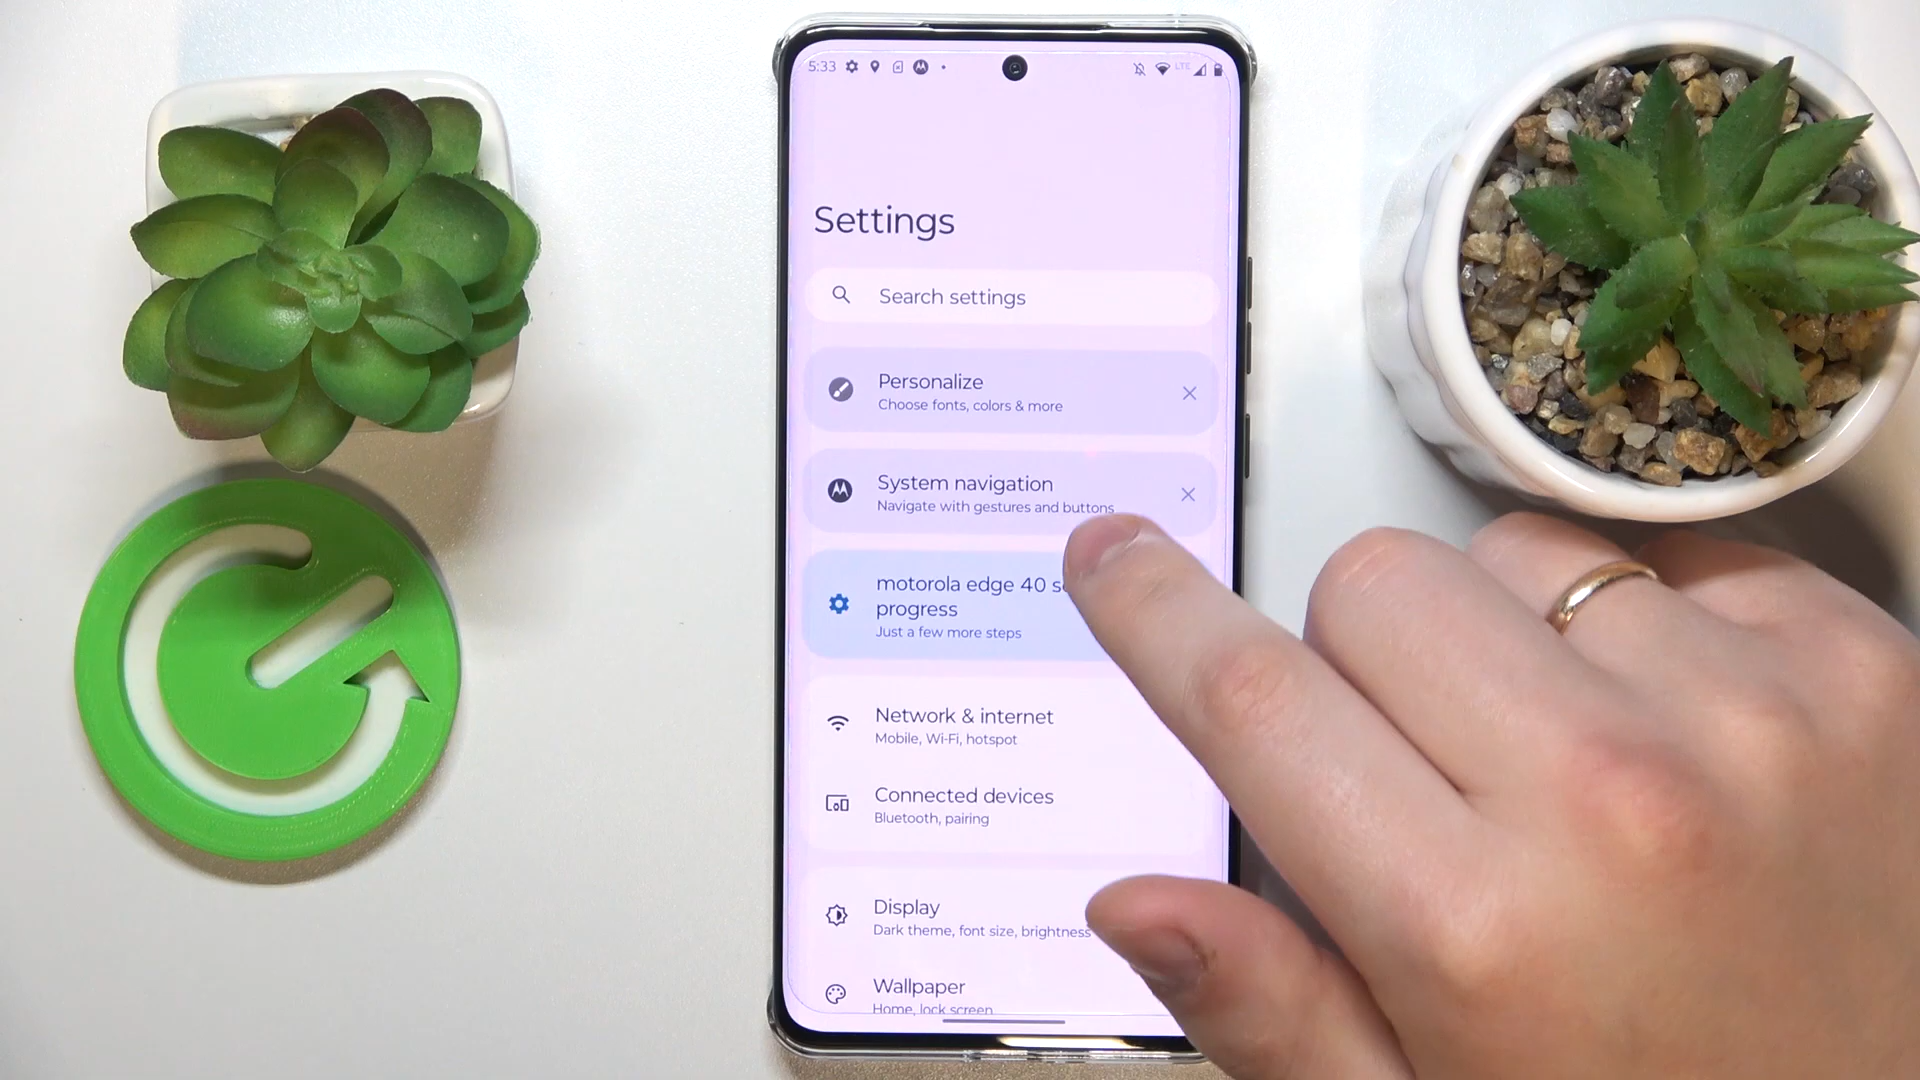 5:33
LTE
Settings
Search settings
Personalize
Choose fonts, colors & more
System navigation
Navigate with gestures and buttons
motorola edge 40
progress
Just a few more steps
Network & internet
Mobile, Wi-Fi, hotspot
Connected devices
Bluetooth, pairing
Display
Dark theme, font size, brightness
Wallpaper
Home, lock screen